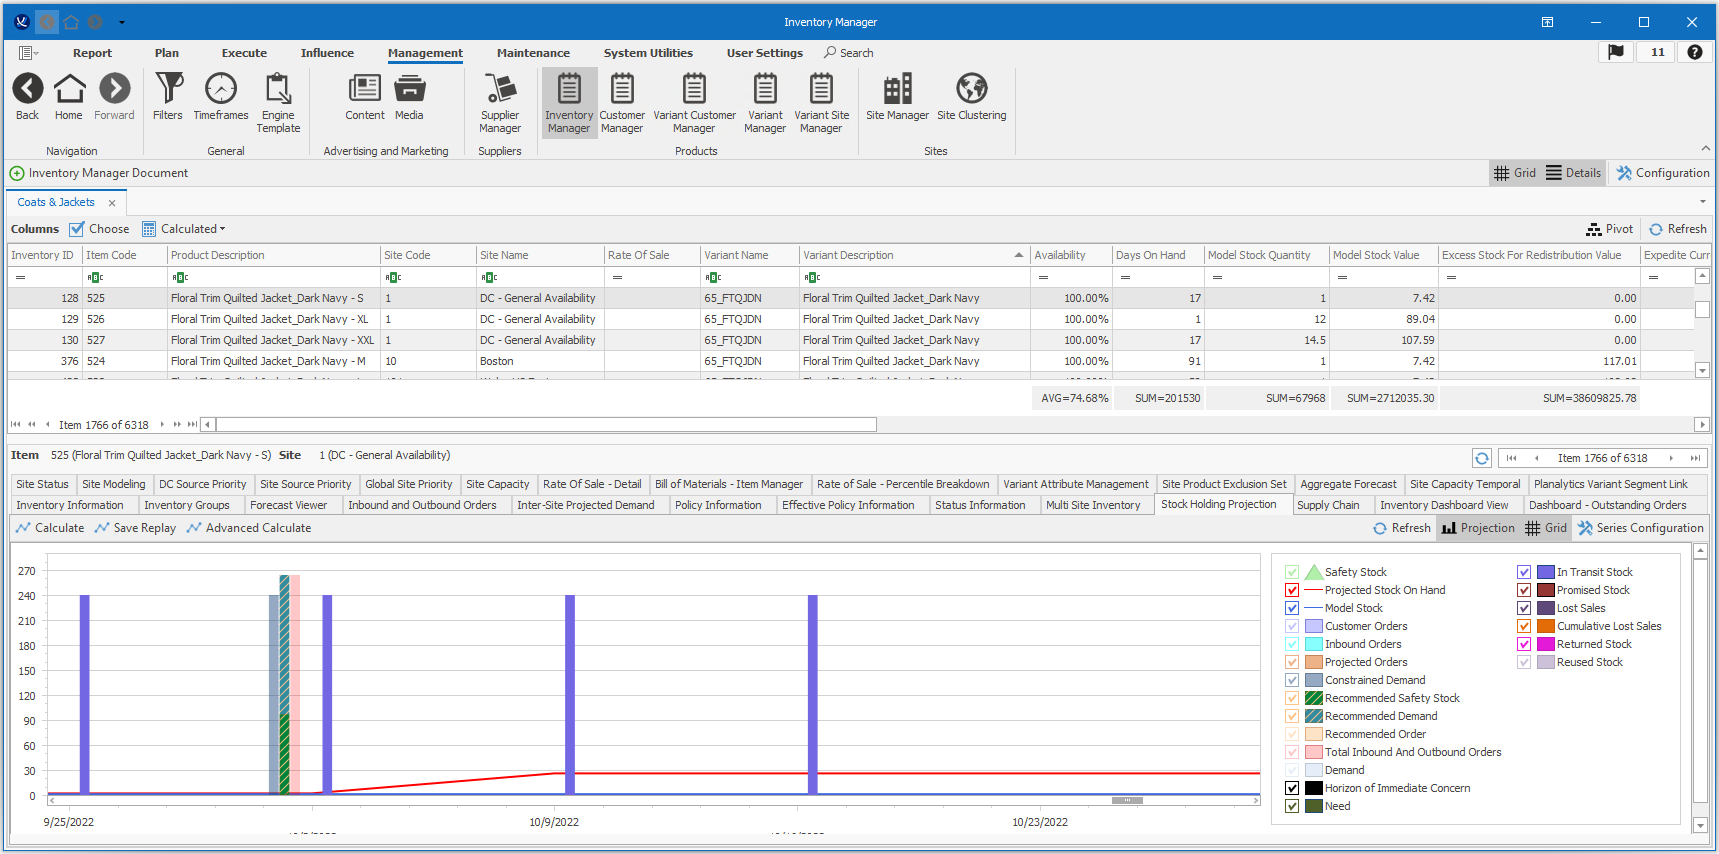 Inventory Manager
Report Plan Execute Influence Management Maintenance System Utilities User Settings Search 11
Back Home Forward Filters Timeframes Engine Template Content Media Supplier Manager Inventory Manager Customer Manager Variant Customer Manager Variant Manager Variant Site Manager Site Manager Site Clustering
Navigation General Advertising and Marketing Suppliers Products Sites
Inventory Manager Document Grid Details Configuration
Coats & Jackets
Columns Choose Calculated Pivot Refresh
Inventory ID Item Code Product Description Site Code Site Name Rate Of Sale Variant Name Variant Description Availability Days On Hand Model Stock Quantity Model Stock Value Excess Stock For Redistribution Value Expedite Curr
= ABC ABC ABC ABC = ABC ABC = = = = = =
128 525 Floral Trim Quilted Jacket_Dark Navy - S 1 DC - General Availability 65_FTQJDN Floral Trim Quilted Jacket_Dark Navy 100.00% 17 1 7.42 0.00
129 526 Floral Trim Quilted Jacket_Dark Navy - XL 1 DC - General Availability 65_FTQJDN Floral Trim Quilted Jacket_Dark Navy 100.00% 1 12 89.04 0.00
130 527 Floral Trim Quilted Jacket_Dark Navy - XXL 1 DC - General Availability 65_FTQJDN Floral Trim Quilted Jacket_Dark Navy 100.00% 17 14.5 107.59 0.00
376 524 Floral Trim Quilted Jacket_Dark Navy - M 10 Boston 65_FTQJDN Floral Trim Quilted Jacket_Dark Navy 100.00% 91 1 7.42 117.01
AVG=74.68% SUM=201530 SUM=67968 SUM=2712035.30 SUM=38609825.78
Item 1766 of 6318
Item 525 (Floral Trim Quilted Jacket_Dark Navy - S) Site 1 (DC - General Availability) Item 1766 of 6318
Site Status Site Modeling DC Source Priority Site Source Priority Global Site Priority Site Capacity Rate Of Sale - Detail Bill of Materials - Item Manager Rate of Sale - Percentile Breakdown Variant Attribute Management Site Product Exclusion Set Aggregate Forecast Site Capacity Temporal Planalytics Variant Segment Link
Inventory Information Inventory Groups Forecast Viewer Inbound and Outbound Orders Inter-Site Projected Demand Policy Information Effective Policy Information Status Information Multi Site Inventory Stock Holding Projection Supply Chain Inventory Dashboard View Dashboard - Outstanding Orders
Calculate Save Replay Advanced Calculate Refresh Projection Grid Series Configuration
270
240
210
180
150
120
90
60
30
0
9/25/2022 10/9/2022 10/23/2022
Safety Stock
Projected Stock On Hand
Model Stock
Customer Orders
Inbound Orders
Projected Orders
Constrained Demand
Recommended Safety Stock
Recommended Demand
Recommended Order
Total Inbound And Outbound Orders
Demand
Horizon of Immediate Concern
Need
In Transit Stock
Promised Stock
Lost Sales
Cumulative Lost Sales
Returned Stock
Reused Stock